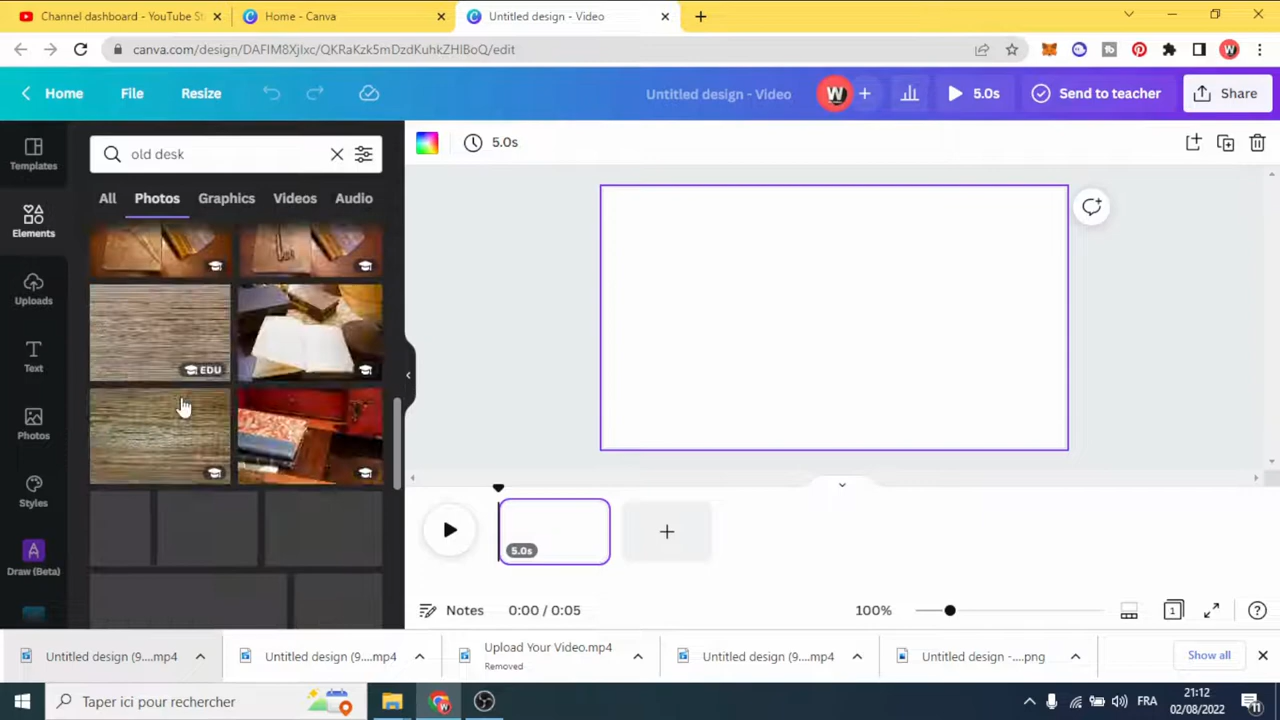 Channel dashboard - YouTube St
Home - Canva
Untitled design - Video
canva.com/design/DAFIM8Xjlxc/QKRaKzk5mDzdKuhkZHlBoQ/edit
Home
File
Resize
Untitled design - Video
W
5.0s
Send to teacher
Share
Templates
Elements
Uploads
Text
Photos
Styles
Draw (Beta)
old desk
All
Photos
Graphics
Videos
Audio
EDU
5.0s
5.0s
Notes
0:00 / 0:05
100%
1
Untitled design (9....mp4
Untitled design (9....mp4
Upload Your Video.mp4
Removed
Untitled design (9....mp4
Untitled design -....png
Show all
Taper ici pour rechercher
FRA
21:12
02/08/2022
11